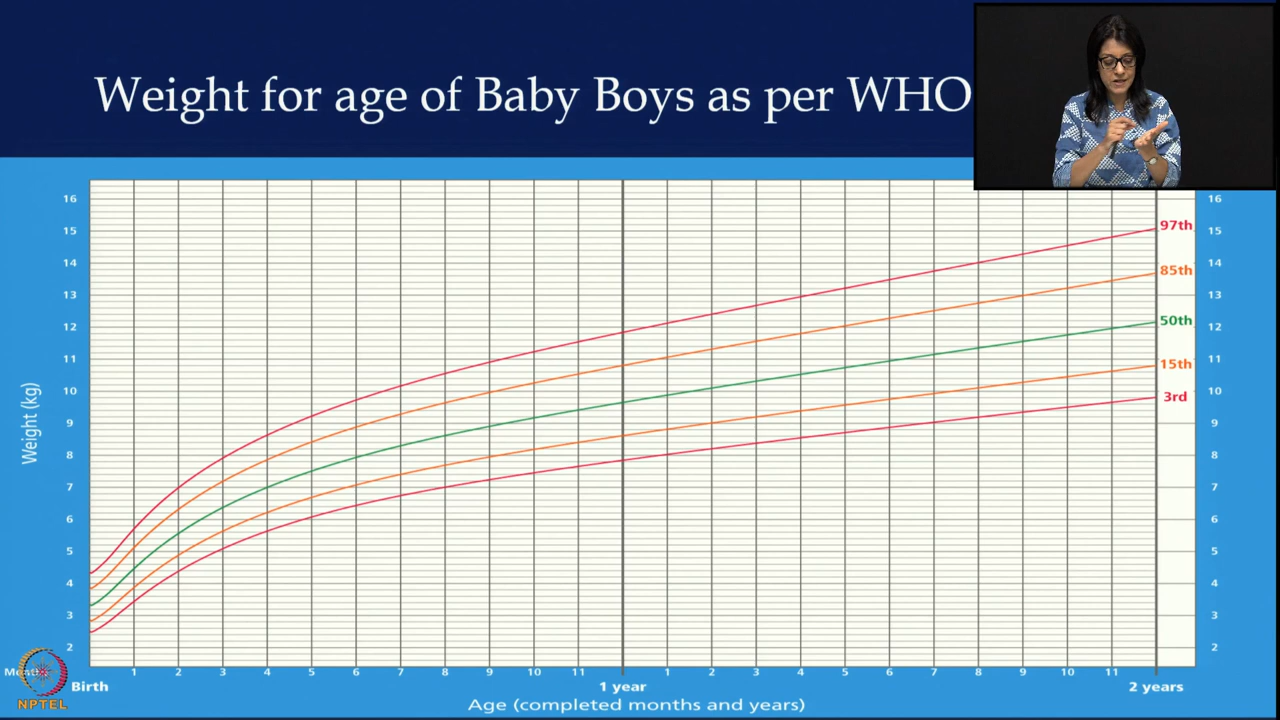 Weight for age of Baby Boys as per WHO
16 16
97th
15 15
85th
14 14
13 13
50th
12 12
15th
11 11
3rd
10 10
9 9
8 8
7 7
6 6
5 5
4 4
3 3
2 2
Weight (kg)
1 2 3 4 5 6 7 8 9 10 11 1 2 3 4 5 6 7 8 9 10 11
Birth 1 year 2 years
Age (completed months and years)
NPTEL